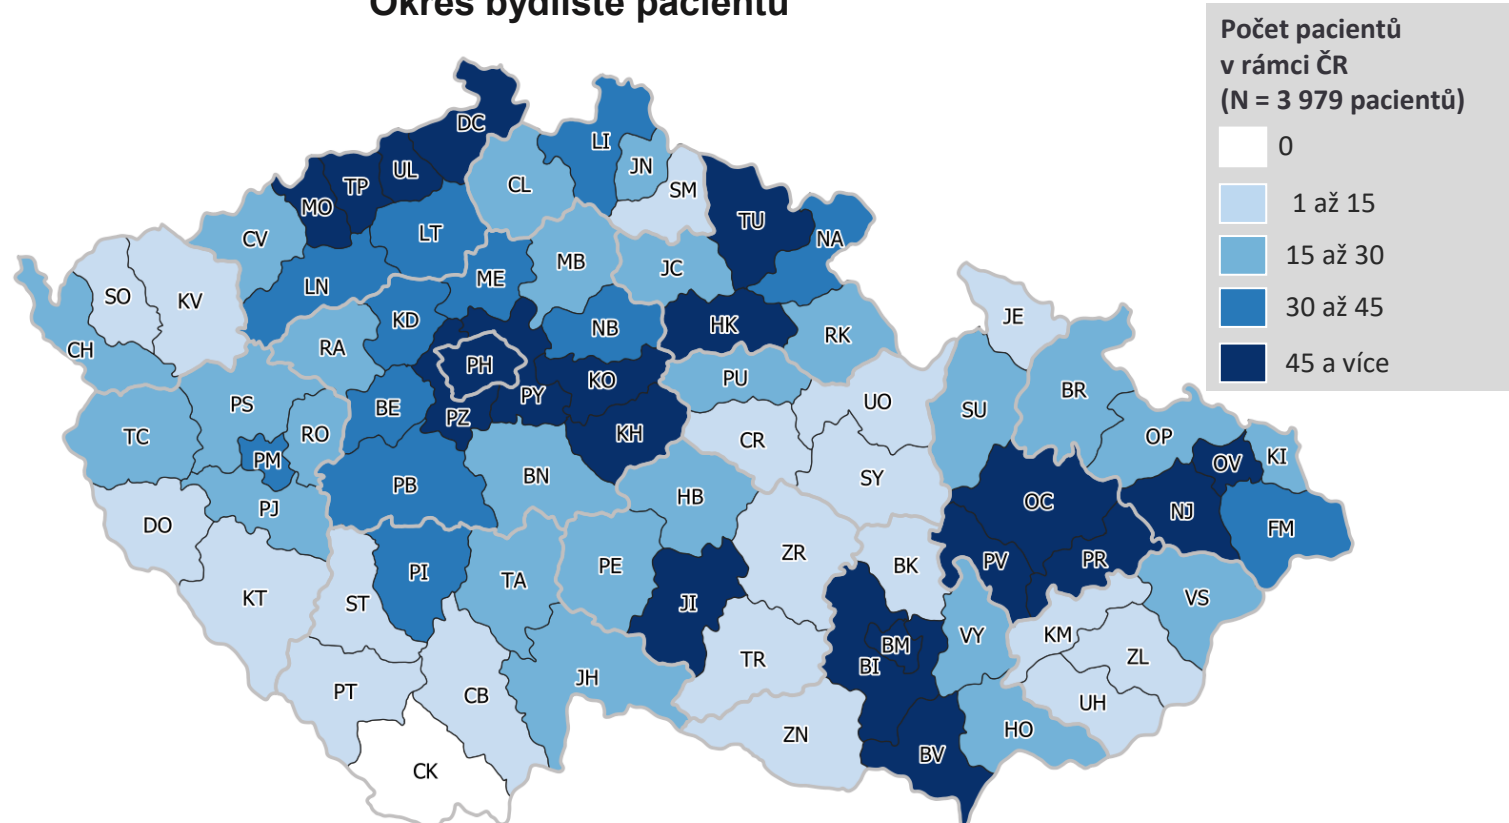 Okres bydliště pacientů
Počet pacientů
v rámci ČR
(N = 3 979 pacientů)
0
1 až 15
15 až 30
30 až 45
45 a více
DC
LI
UL
JN
TP
CL
SM
MO
TU
CV
LT
NA
MB
JC
ME
LN
SO
KV
JE
KD
HK
NB
RK
CH
RA
PH
PU
KO
BR
PY
UO
PS
BE
SU
PZ
TC
RO
KH
CR
OP
PM
OV
KI
BN
SY
PB
HB
OC
PJ
NJ
DO
FM
ZR
PR
PV
BK
PE
PI
TA
KT
VS
ST
JI
KM
VY
BM
ZL
TR
BI
JH
PT
CB
UH
HO
ZN
BV
CK